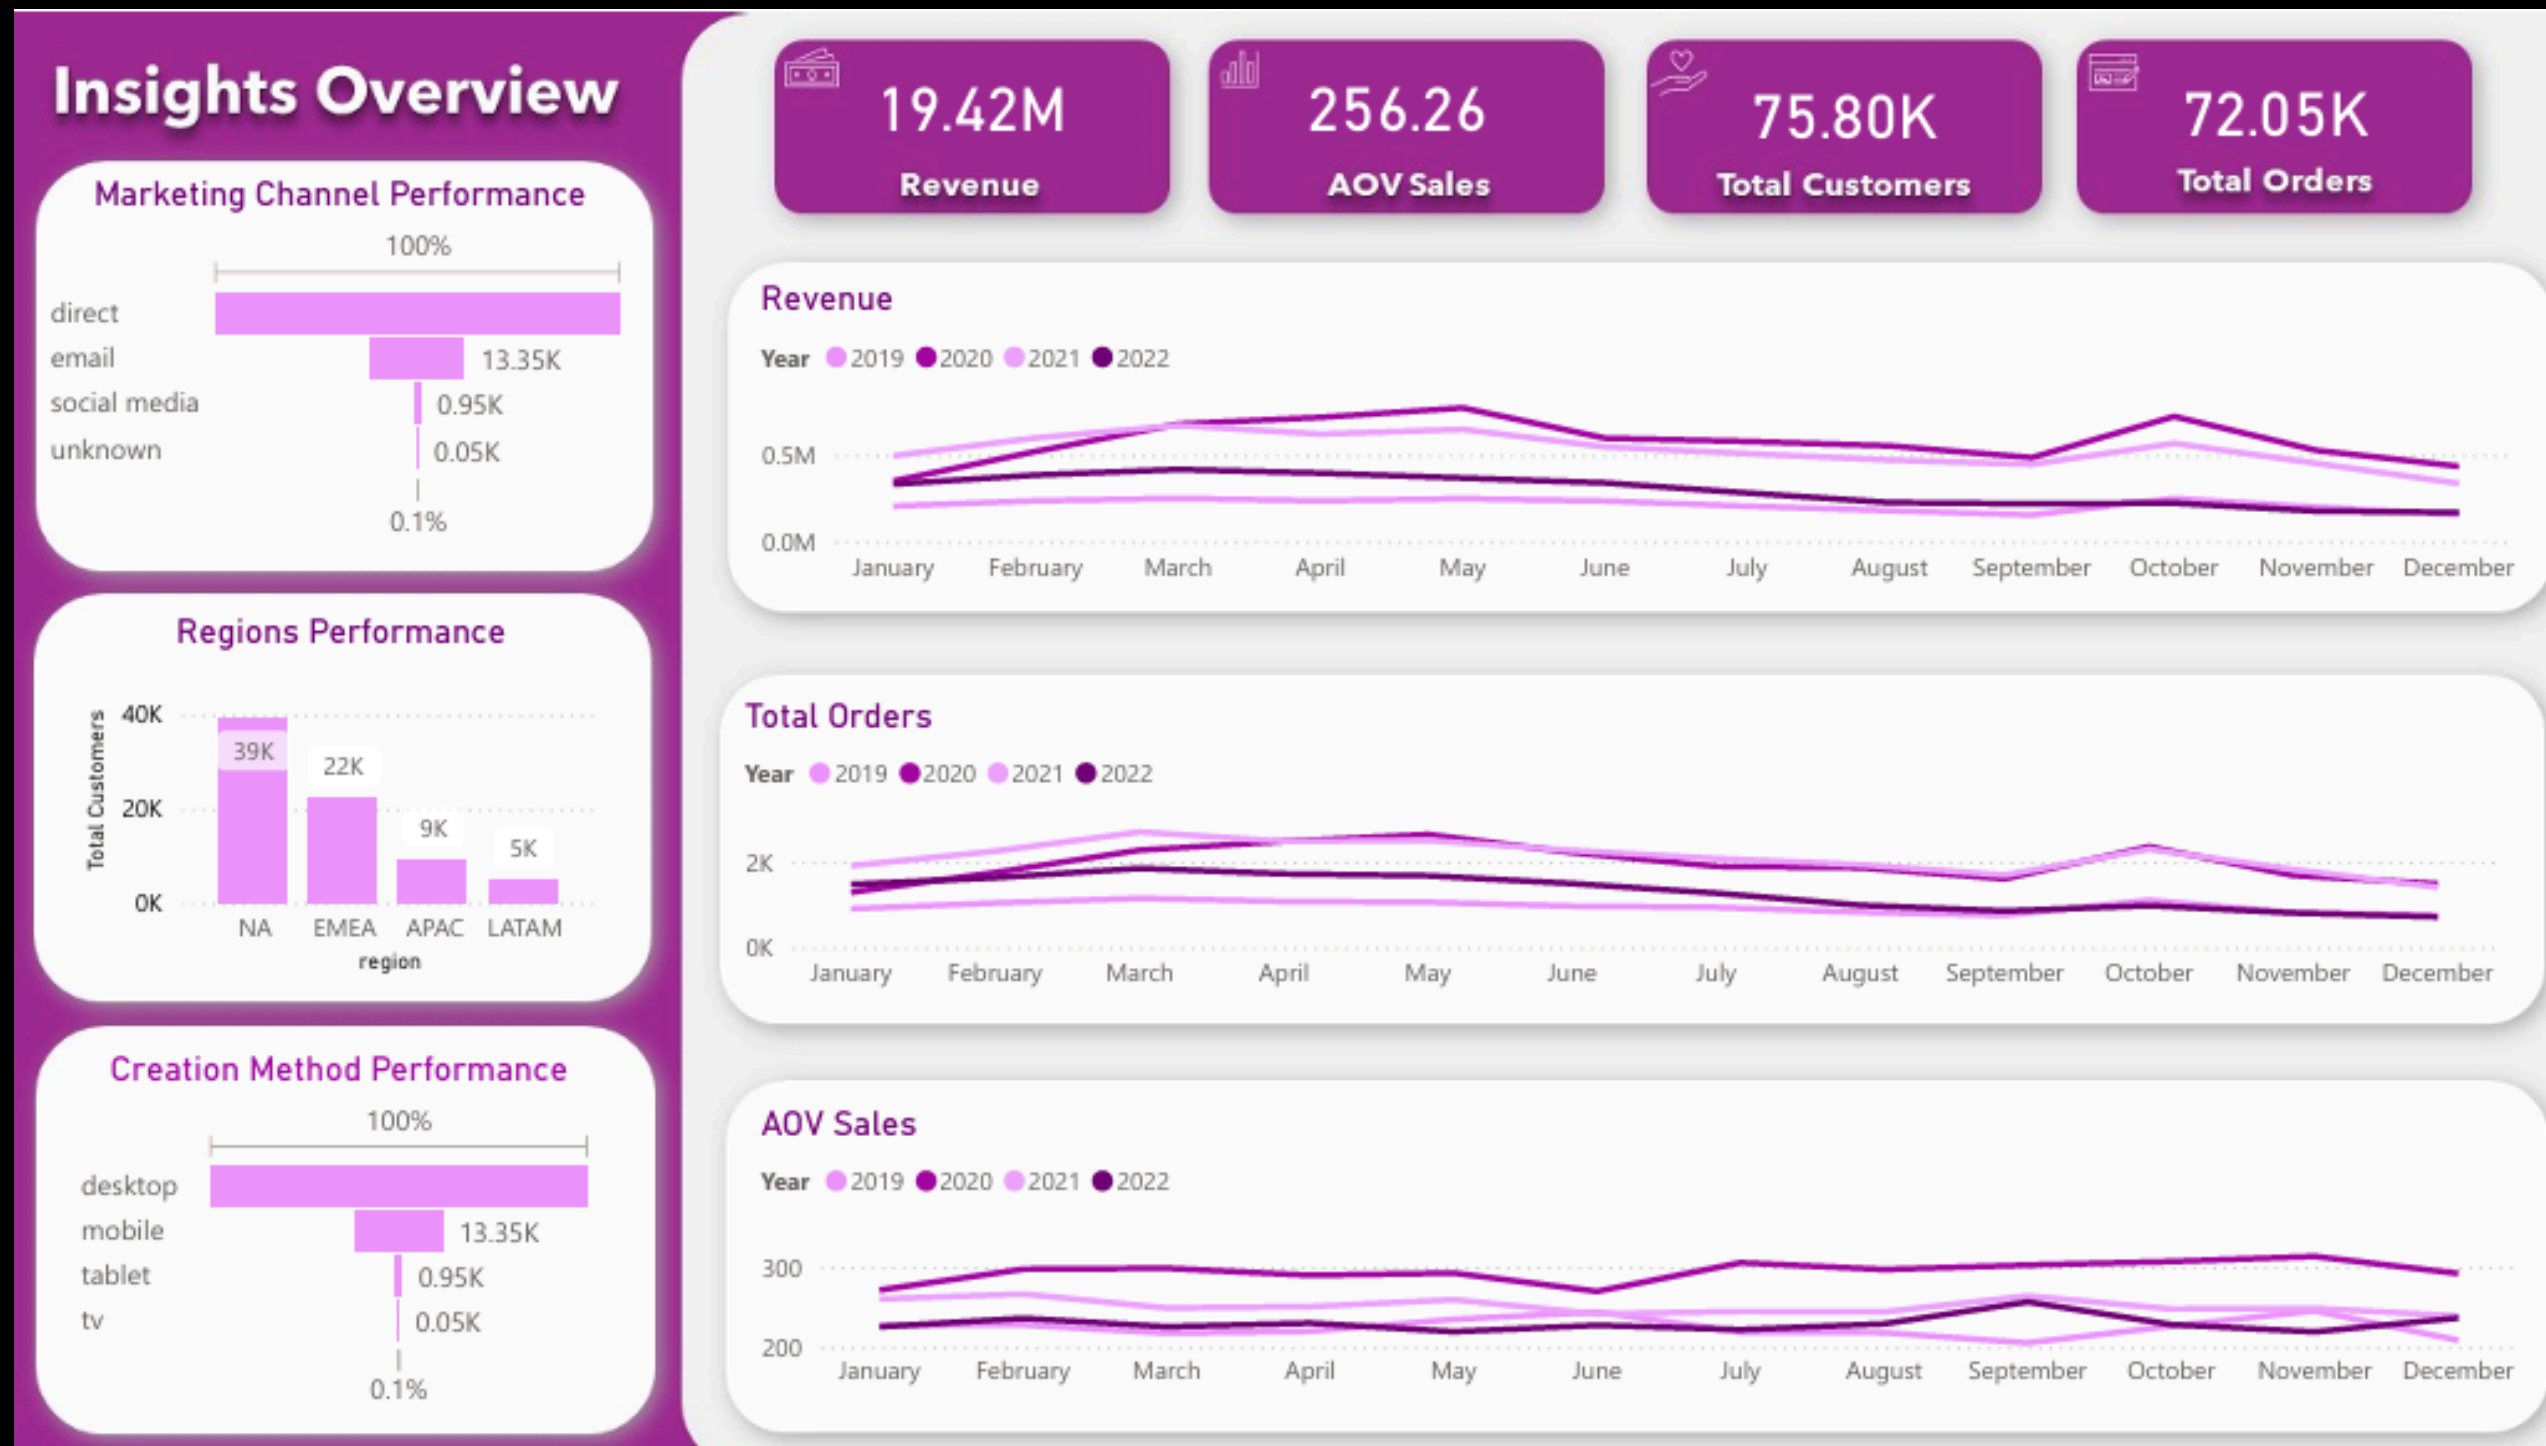 Insights Overview
19.42M
Revenue
256.26
AOV Sales
75.80K
Total Customers
72.05K
Total Orders
Marketing Channel Performance
100%
direct
email 13.35K
social media 0.95K
unknown 0.05K
0.1%
Regions Performance
Total Customers
40K
20K
0K
39K
22K
9K
5K
NA EMEA APAC LATAM
region
Creation Method Performance
100%
desktop
mobile 13.35K
tablet 0.95K
tv 0.05K
0.1%
Revenue
Year 2019 2020 2021 2022
0.5M
0.0M
January February March April May June July August September October November December
Total Orders
Year 2019 2020 2021 2022
2K
0K
January February March April May June July August September October November December
AOV Sales
Year 2019 2020 2021 2022
300
200
January February March April May June July August September October November December